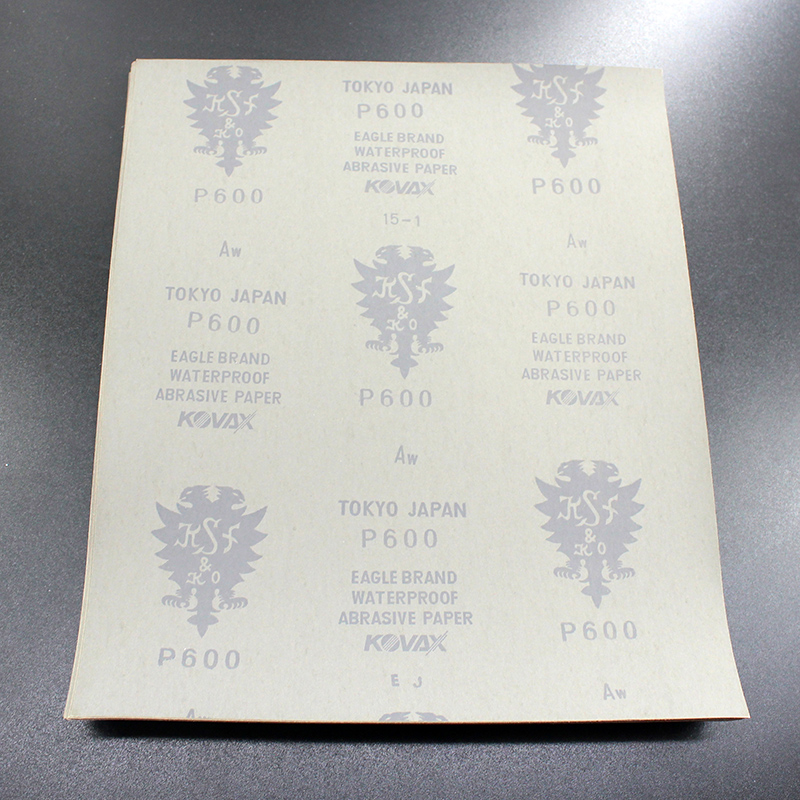 KSF
&
KO
P600
Aw
TOKYO JAPAN
P600
EAGLE BRAND
WATERPROOF
ABRASIVE PAPER
KOVAX
KSF
&
KO
P600
Aw
TOKYO JAPAN
P600
EAGLE BRAND
WATERPROOF
ABRASIVE PAPER
KOVAX
15-1
KSF
&
KO
P600
Aw
TOKYO JAPAN
P600
EAGLE BRAND
WATERPROOF
ABRASIVE PAPER
KOVAX
E J
KSF
&
KO
P600
Aw
TOKYO JAPAN
P600
EAGLE BRAND
WATERPROOF
ABRASIVE PAPER
KOVAX
KSF
&
KO
P600
Aw